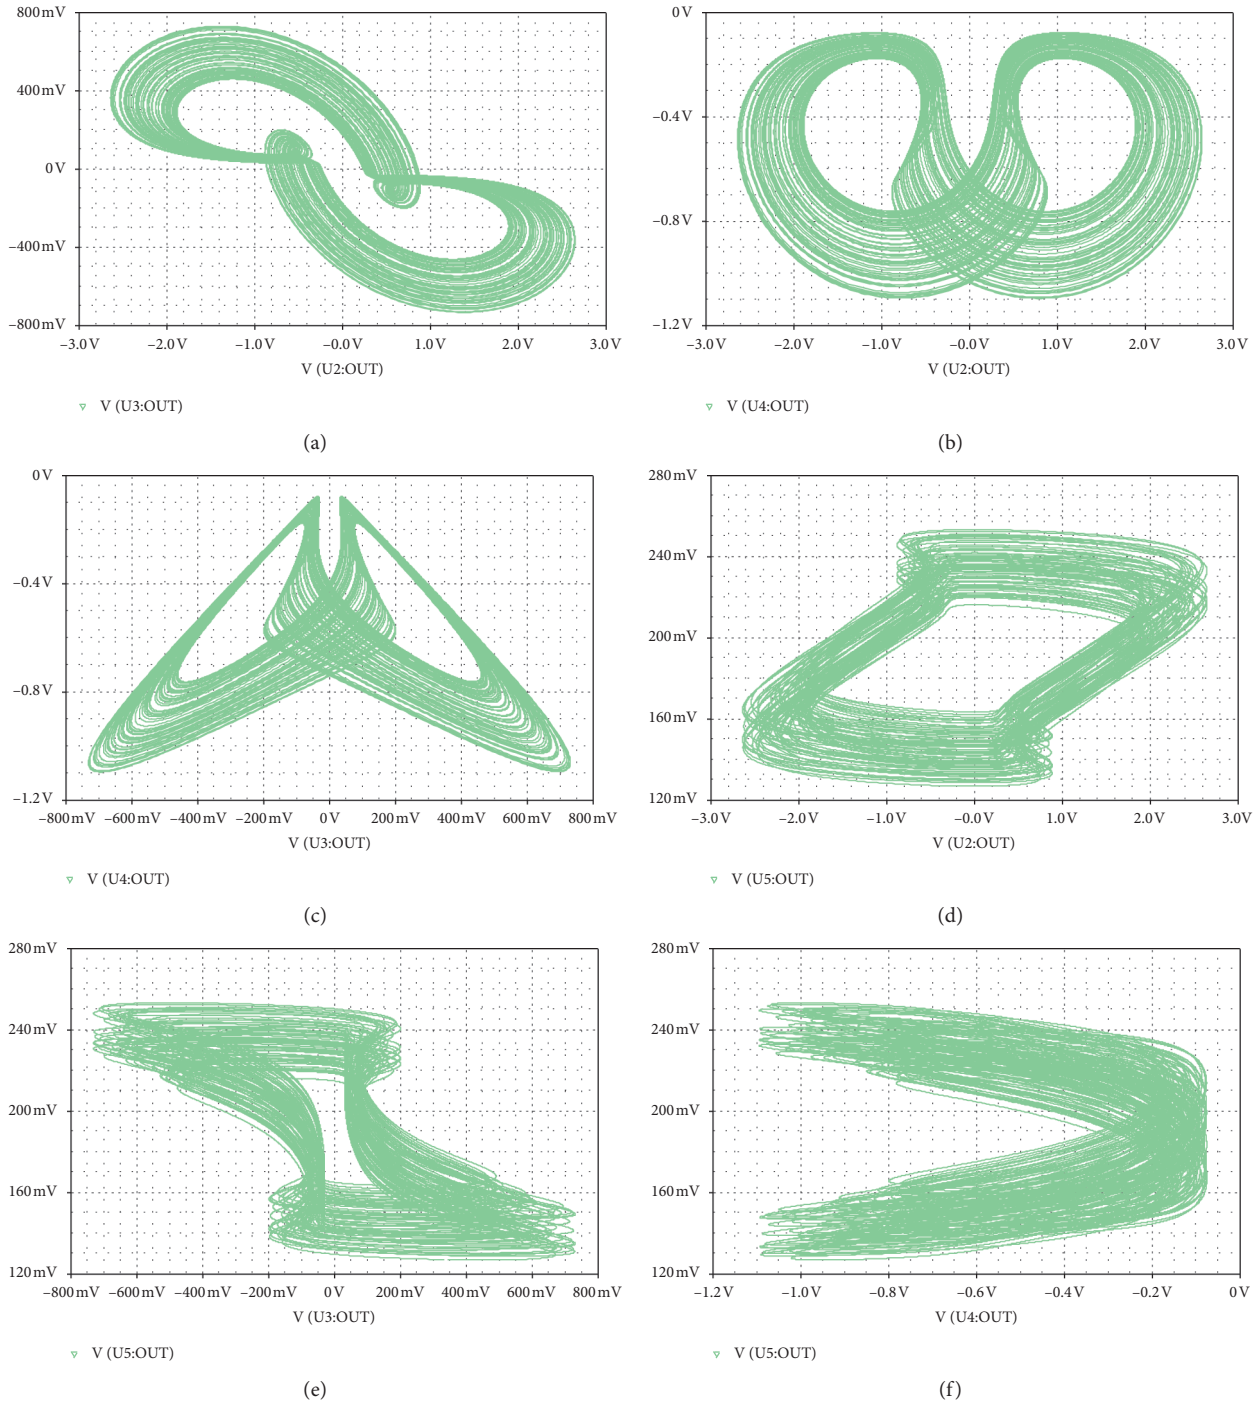 800 mV
400 mV
0 V
−400 mV
−800 mV
−3.0 V −2.0 V −1.0 V −0.0 V 1.0 V 2.0 V 3.0 V
V (U2:OUT)
V (U3:OUT)
(a)
0 V
−0.4 V
−0.8 V
−1.2 V
−3.0 V −2.0 V −1.0 V −0.0 V 1.0 V 2.0 V 3.0 V
V (U2:OUT)
V (U4:OUT)
(b)
0 V
−0.4 V
−0.8 V
−1.2 V
−800 mV −600 mV −400 mV −200 mV 0 V 200 mV 400 mV 600 mV 800 mV
V (U3:OUT)
V (U4:OUT)
(c)
280 mV
240 mV
200 mV
160 mV
120 mV
−3.0 V −2.0 V −1.0 V −0.0 V 1.0 V 2.0 V 3.0 V
V (U2:OUT)
V (U5:OUT)
(d)
280 mV
240 mV
200 mV
160 mV
120 mV
−800 mV −600 mV −400 mV −200 mV 0 V 200 mV 400 mV 600 mV 800 mV
V (U3:OUT)
V (U5:OUT)
(e)
280 mV
240 mV
200 mV
160 mV
120 mV
−1.2 V −1.0 V −0.8 V −0.6 V −0.4 V −0.2 V 0 V
V (U4:OUT)
V (U5:OUT)
(f)